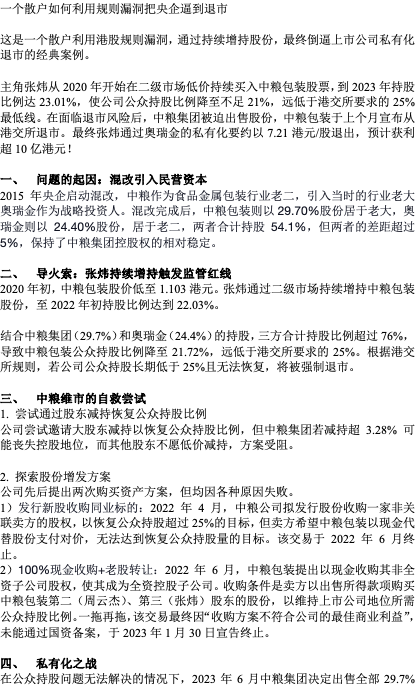 一个散户如何利用规则漏洞把央企逼到退市
这是一个散户利用港股规则漏洞，通过持续增持股份，最终倒逼上市公司私有化
退市的经典案例。
主角张炜从 2020 年开始在二级市场低价持续买入中粮包装股票，到 2023 年持股
比例达 23.01%，使公司公众持股比例降至不足 21%，远低于港交所要求的 25%
最低线。在面临退市风险后，中粮集团被迫出售股份，中粮包装于上个月宣布从
港交所退市。最终张炜通过奥瑞金的私有化要约以 7.21 港元/股退出，预计获利
超 10 亿港元！
一、 问题的起因：混改引入民营资本
2015 年央企启动混改，中粮作为食品金属包装行业老二，引入当时的行业老大
奥瑞金作为战略投资人。混改完成后，中粮包装则以 29.70%股份居于老大，奥
瑞金则以 24.40%股份，居于老二，两者合计持股 54.1%，但两者的差距超过
5%，保持了中粮集团控股权的相对稳定。
二、 导火索：张炜持续增持触发监管红线
2020 年初，中粮包装股价低至 1.103 港元。张炜通过二级市场持续增持中粮包装
股份，至 2022 年初持股比例达到 22.03%。
结合中粮集团（29.7%）和奥瑞金（24.4%）的持股，三方合计持股比例超过 76%，
导致中粮包装公众持股比例降至 21.72%，远低于港交所要求的 25%。根据港交
所规则，若公司公众持股长期低于 25%且无法恢复，将被强制退市。
三、 中粮维市的自救尝试
1. 尝试通过股东减持恢复公众持股比例
公司尝试邀请大股东减持以恢复公众持股比例，但中粮集团若减持超 3.28% 可
能丧失控股地位，而其他股东不愿低价减持，方案受阻。
2. 探索股份增发方案
公司先后提出两次购买资产方案，但均因各种原因失败。
1）发行新股收购同业标的：2022 年 4 月，中粮公司拟发行股份收购一家非关
联卖方的股权，以恢复公众持股超过 25%的目标，但卖方希望中粮包装以现金代
替股份支付对价，无法达到恢复公众持股量的目标。该交易于 2022 年 6 月终
止。
2）100%现金收购+老股转让：2022 年 6 月，中粮包装提出以现金收购其非全
资子公司股权，使其成为全资控股子公司。收购条件是卖方以出售所得款项购买
中粮包装第二（周云杰）、第三（张炜）股东的股份，以维持上市公司地位所需
公众持股比例。一拖再拖，该交易最终因“收购方案不符合公司的最佳商业利益”，
未能通过国资备案，于 2023 年 1 月 30 日宣告终止。
四、 私有化之战
在公众持股问题无法解决的情况下，2023 年 6 月中粮集团决定出售全部 29.7%